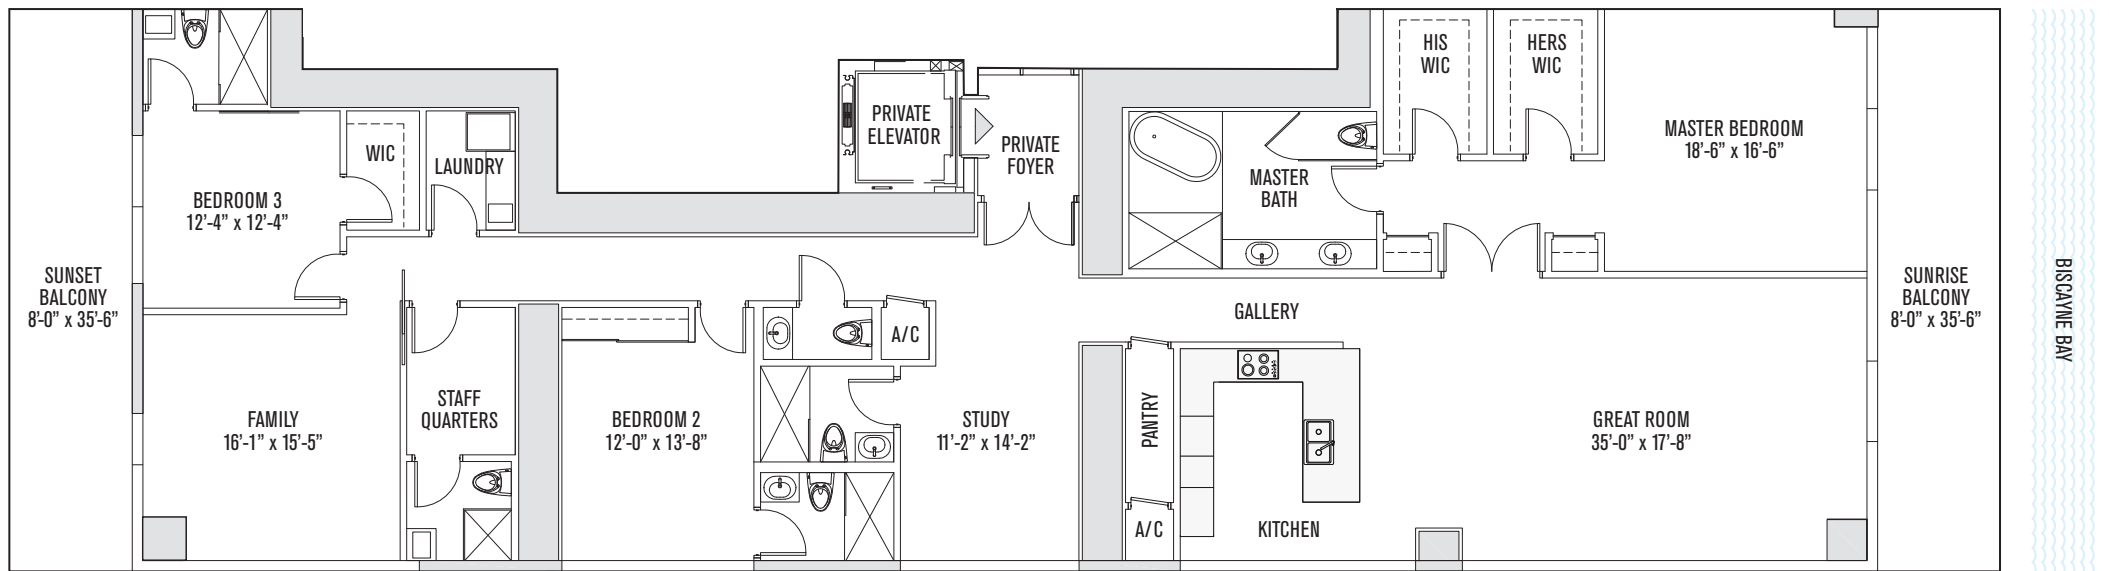 SUNSET
BALCONY
8'-0" x 35'-6"
BEDROOM 3
12'-4" x 12'-4"
WIC
LAUNDRY
FAMILY
16'-1" x 15'-5"
STAFF
QUARTERS
BEDROOM 2
12'-0" x 13'-8"
A/C
STUDY
11'-2" x 14'-2"
PRIVATE
ELEVATOR
PRIVATE
FOYER
MASTER
BATH
HIS
WIC
HERS
WIC
MASTER BEDROOM
18'-6" x 16'-6"
GALLERY
PANTRY
A/C
KITCHEN
GREAT ROOM
35'-0" x 17'-8"
SUNRISE
BALCONY
8'-0" x 35'-6"
BISCAYNE BAY